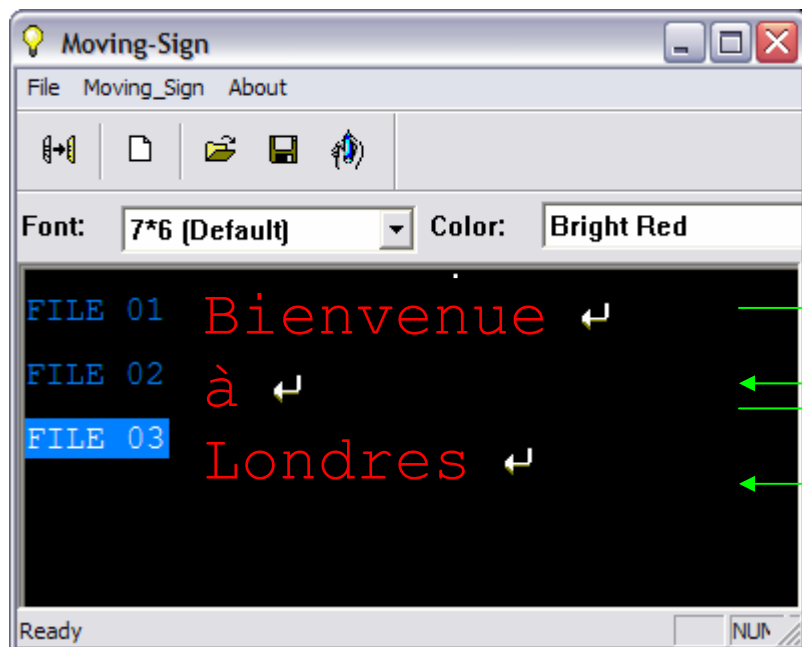 Moving-Sign
File Moving_Sign About
Font: 7*6 (Default) Color: Bright Red
FILE 01 Bienvenue ↵
FILE 02 à ↵
FILE 03 Londres ↵
Ready NUM